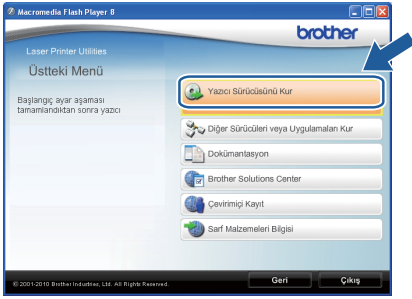 Macromedia Flash Player 8
brother
Laser Printer Utilities
Üstteki Menü
Başlangıç ayar aşaması
tamamlandıktan sonra yazıcı
Yazıcı Sürücüsünü Kur
Diğer Sürücüleri veya Uygulamaları Kur
Dokümantasyon
Brother Solutions Center
Çevirimiçi Kayıt
Sarf Malzemeleri Bilgisi
© 2001-2010 Brother Industries, Ltd. All Rights Reserved.
Geri
Çıkış